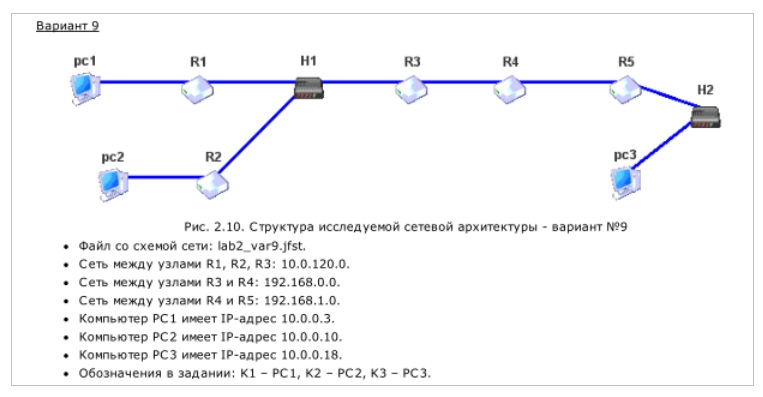 Вариант 9
pc1
R1
H1
R3
R4
R5
H2
pc2
R2
pc3
Рис. 2.10. Структура исследуемой сетевой архитектуры - вариант №9
• Файл со схемой сети: lab2_var9.jfst.
• Сеть между узлами R1, R2, R3: 10.0.120.0.
• Сеть между узлами R3 и R4: 192.168.0.0.
• Сеть между узлами R4 и R5: 192.168.1.0.
• Компьютер PC1 имеет IP-адрес 10.0.0.3.
• Компьютер PC2 имеет IP-адрес 10.0.0.10.
• Компьютер PC3 имеет IP-адрес 10.0.0.18.
• Обозначения в задании: K1 – PC1, K2 – PC2, K3 – PC3.